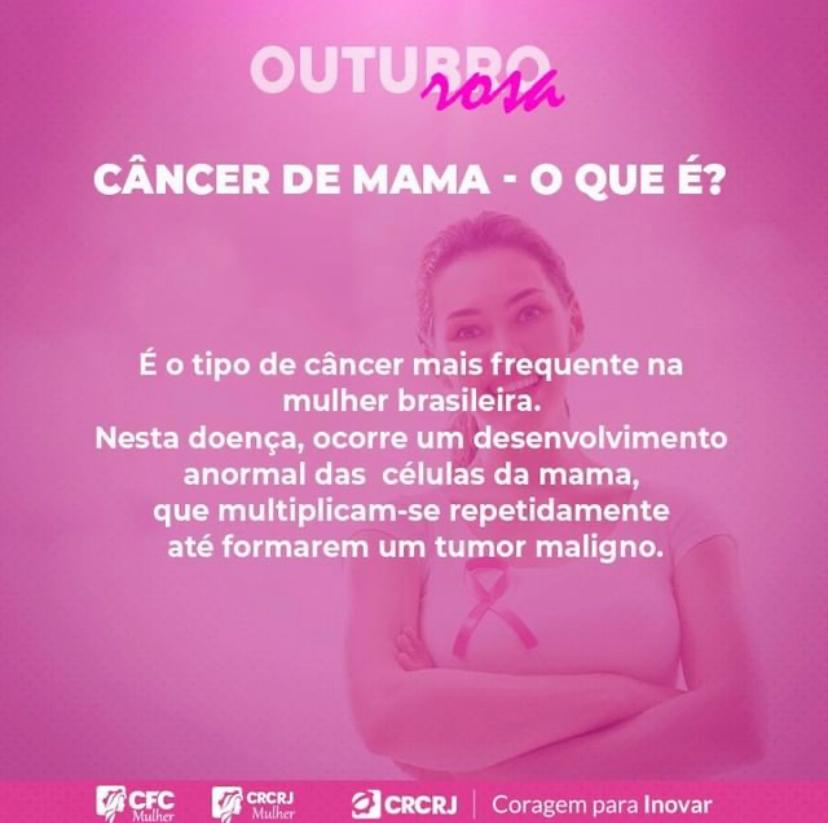 OUTUBRO
rosa
CÂNCER DE MAMA - O QUE É?
É o tipo de câncer mais frequente na
mulher brasileira.
Nesta doença, ocorre um desenvolvimento
anormal das células da mama,
que multiplicam-se repetidamente
até formarem um tumor maligno.
CFC Mulher CRCRJ Mulher CRCRJ | Coragem para Inovar